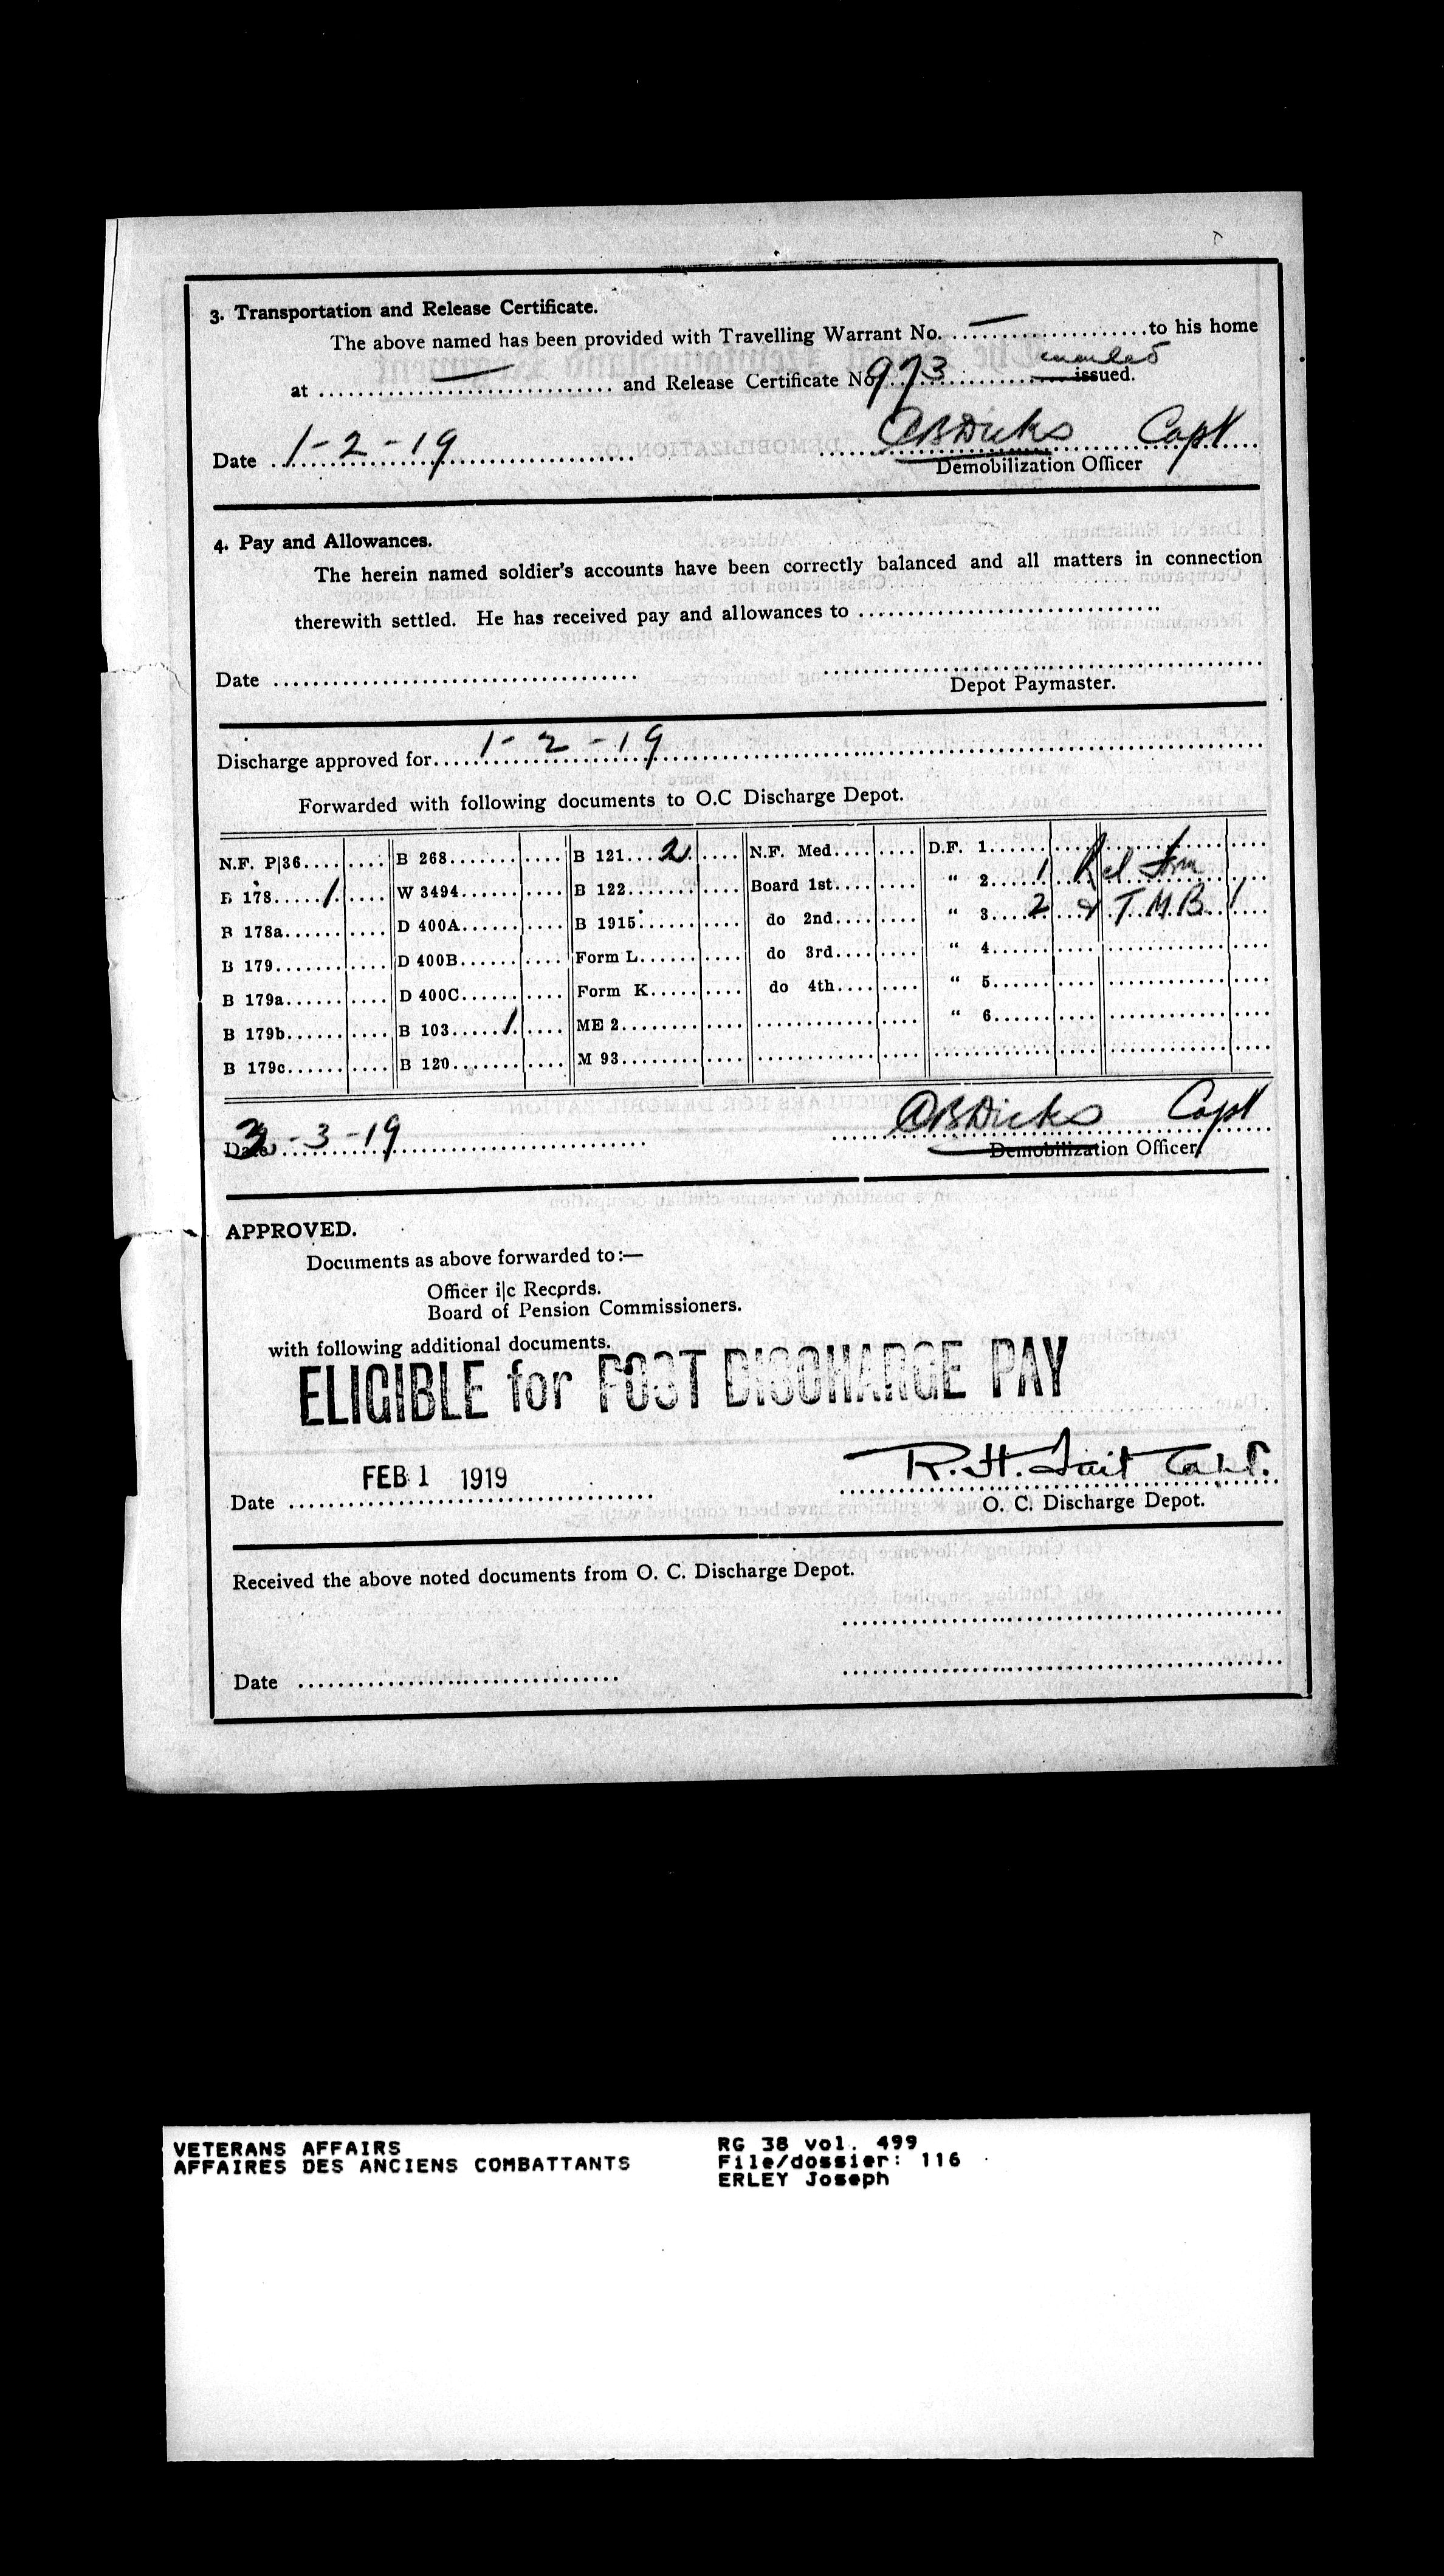 3. Transportation and Release Certificate.
The above named has been provided with Travelling Warrant No. — to his home
at — and Release Certificate No. 973 issued.
Date 1-2-19 Dicks Capt
Demobilization Officer
4. Pay and Allowances.
The herein named soldier's accounts have been correctly balanced and all matters in connection
therewith settled. He has received pay and allowances to
Date
Depot Paymaster.
Discharge approved for 1-2-19
Forwarded with following documents to O.C Discharge Depot.
N.F. P|36 B 268 B 121 2 N.F. Med D.F. 1
B 178 1 W 3494 B 122 Board 1st " 2 1
B 178a D 400A B 1915 do 2nd " 3 2 T.M.B. 1
B 179 D 400B Form L do 3rd " 4
B 179a D 400C Form K do 4th " 5
B 179b B 103 1 ME 2 " 6
B 179c B 120 M 93
Date -3-19 Dicks Capt
Demobilization Officer
APPROVED.
Documents as above forwarded to:—
Officer i|c Records.
Board of Pension Commissioners.
with following additional documents.
ELIGIBLE for POST DISCHARGE PAY
Date FEB 1 1919 R.H. Tait Capt.
O. C. Discharge Depot.
Received the above noted documents from O. C. Discharge Depot.
Date
VETERANS AFFAIRS
AFFAIRES DES ANCIENS COMBATTANTS
RG 38 vol. 499
File/dossier: 116
ERLEY Joseph